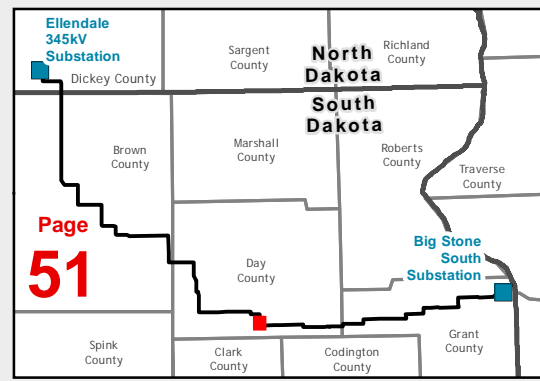 Ellendale
345kV
Substation
Dickey County
Sargent
County
North
Dakota
Richland
County
South
Dakota
Brown
County
Marshall
County
Roberts
County
Traverse
County
Page
51
Day
County
Big Stone
South
Substation
Spink
County
Clark
County
Codington
County
Grant
County